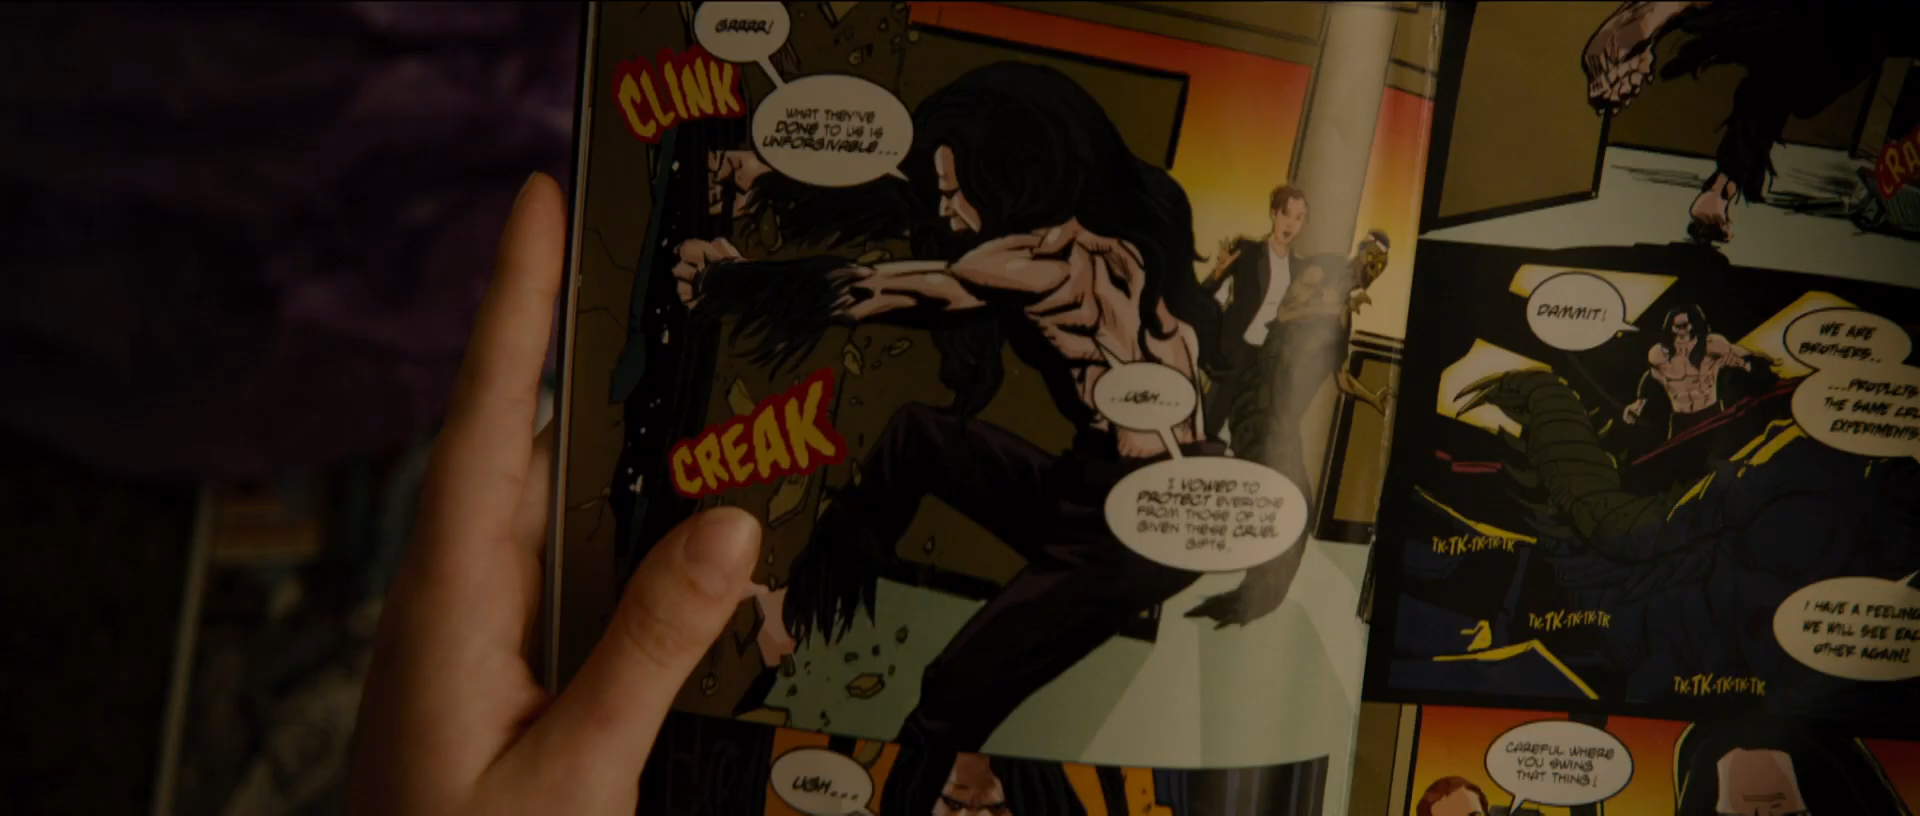 GRRRR!
CLINK
WHAT THEY'VE
DONE TO US IS
UNFORGIVABLE...
CREAK
..UGH...
I VOWED TO
PROTECT EVERYONE
FROM THOSE OF US
GIVEN THESE CRUEL
GIFTS.
UGH...
CRA
DAMMIT!
WE ARE
BROTHERS..
...PRODUCTS
THE SAME
EXPERIMENTS
TK-TK-TK-TK-TK
TK-TK-TK-TK-TK
TK-TK-TK-TK-TK
I HAVE A FEELING
WE WILL SEE EAC
OTHER AGAIN!
CAREFUL WHERE
YOU SWING
THAT THING!